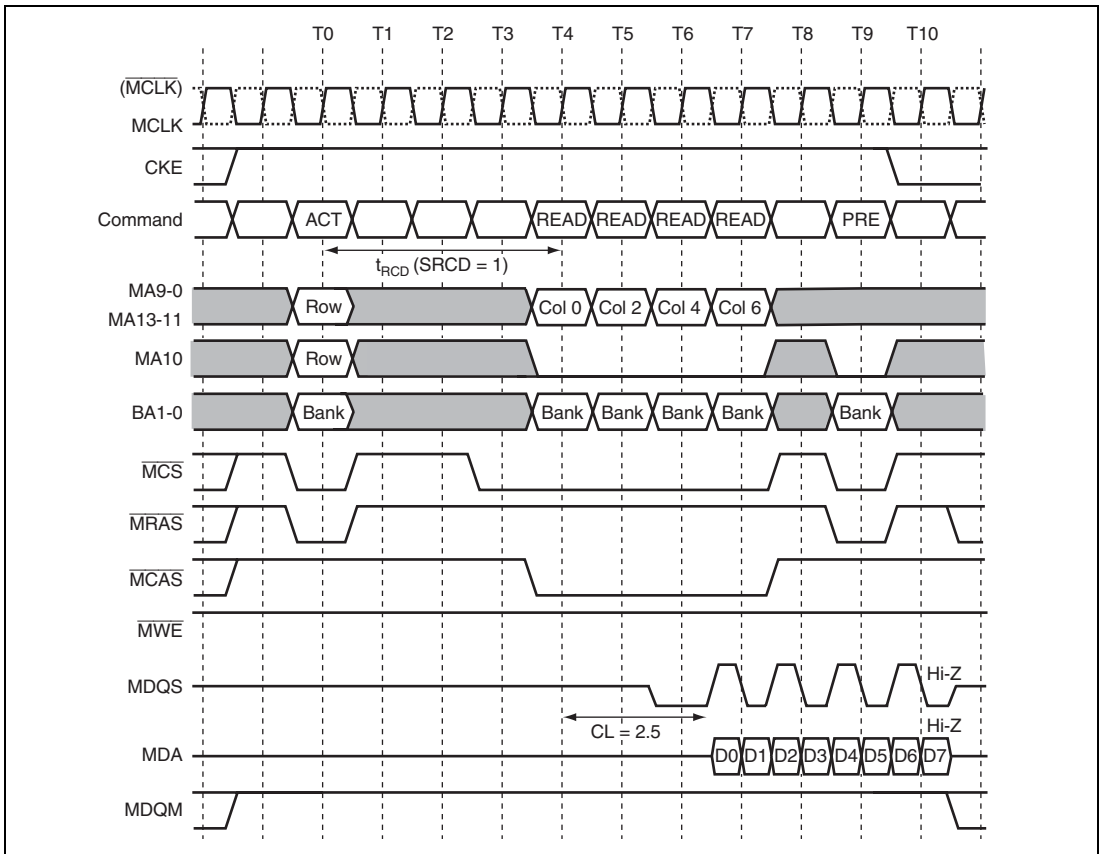 T0 T1 T2 T3 T4 T5 T6 T7 T8 T9 T10
(MCLK)
MCLK
CKE
Command ACT READ READ READ READ PRE
tRCD (SRCD = 1)
MA9-0
MA13-11
Row Col 0 Col 2 Col 4 Col 6
MA10 Row
BA1-0 Bank Bank Bank Bank Bank Bank
MCS
MRAS
MCAS
MWE
MDQS Hi-Z
CL = 2.5
Hi-Z
MDA D0 D1 D2 D3 D4 D5 D6 D7
MDQM